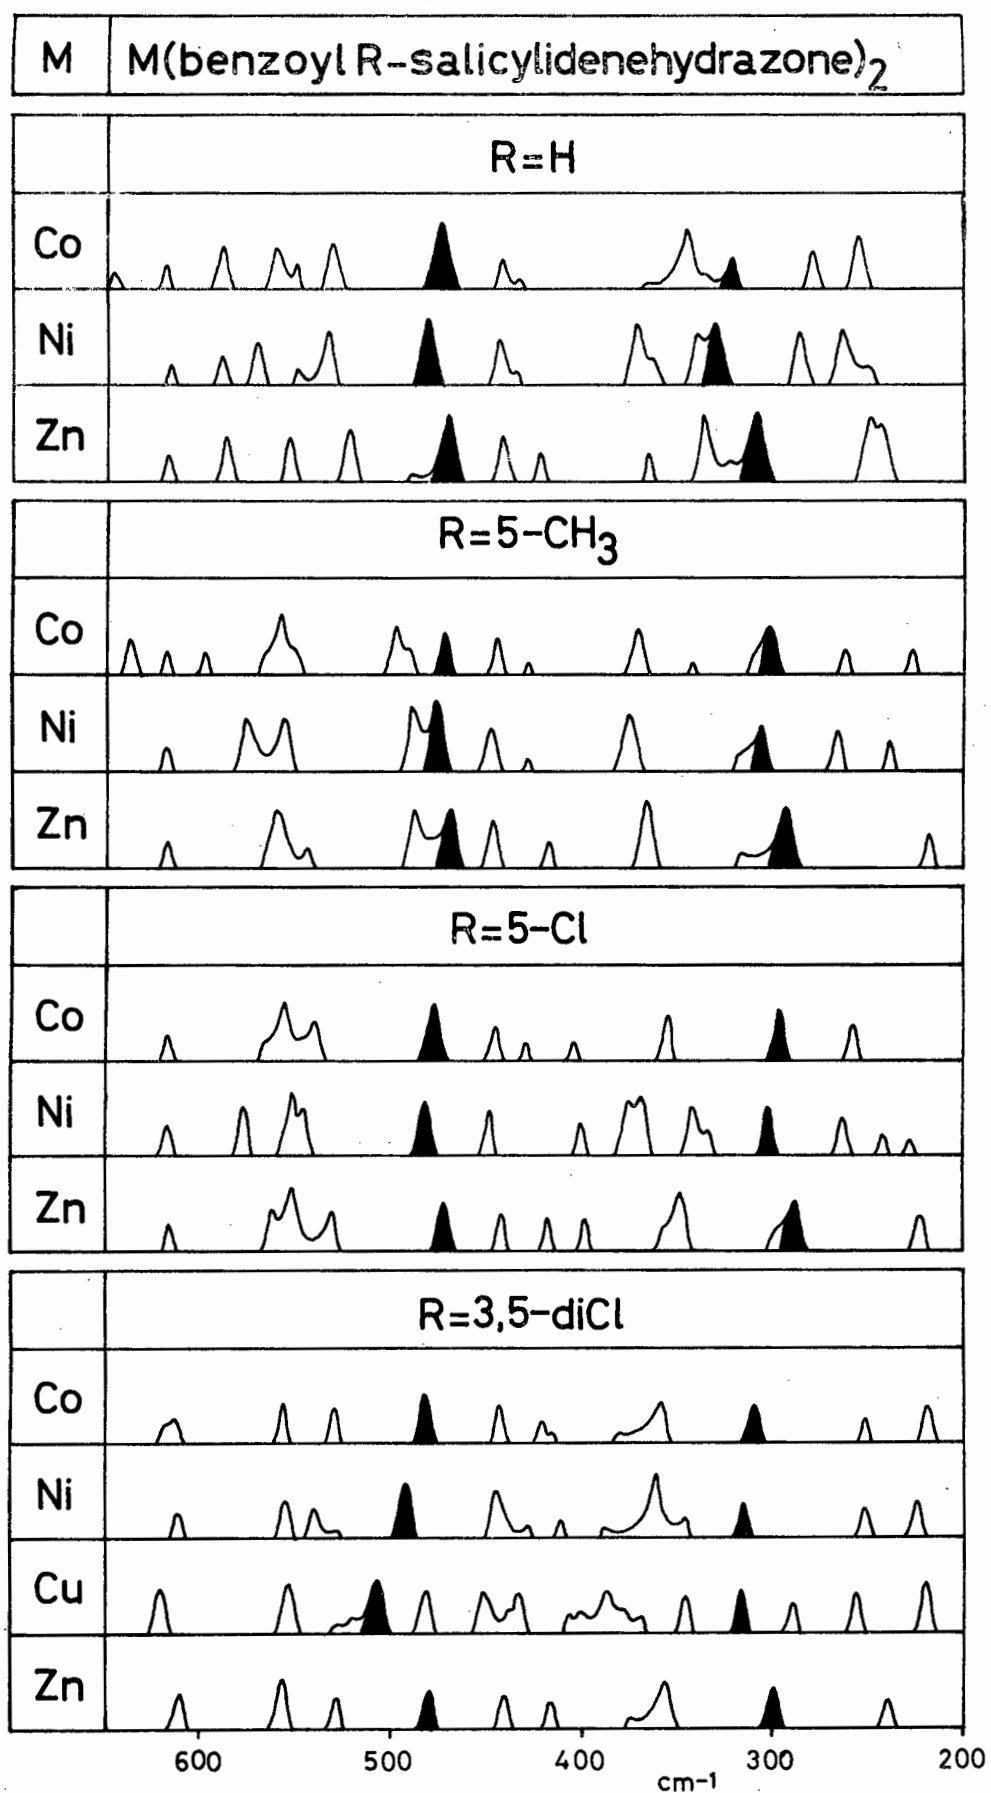 M M(benzoyl R-salicylidenehydrazone)₂
R=H
Co
Ni
Zn
R=5-CH₃
Co
Ni
Zn
R=5-Cl
Co
Ni
Zn
R=3,5-diCl
Co
Ni
Cu
Zn
600 500 400 300 200
cm⁻¹